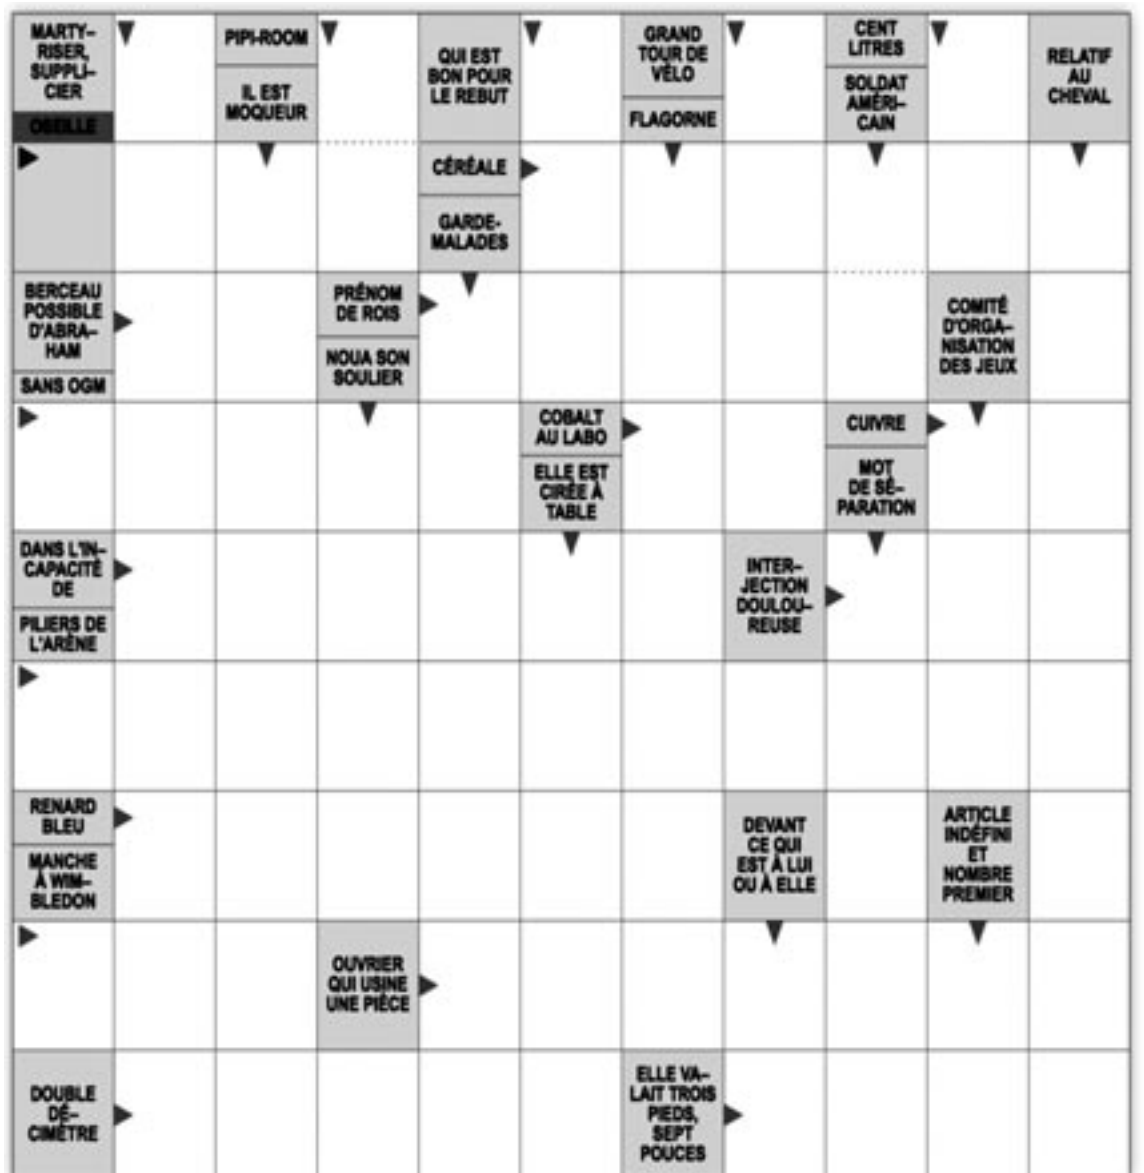 MARTY-
RISER,
SUPPLI-
CIER
OSEILLE
PIPI-ROOM
IL EST
MOQUEUR
QUI EST
BON POUR
LE REBUT
GRAND
TOUR DE
VÉLO
FLAGORNE
CENT
LITRES
SOLDAT
AMÉRI-
CAIN
RELATIF
AU
CHEVAL
CÉRÉALE
GARDE-
MALADES
BERCEAU
POSSIBLE
D'ABRA-
HAM
SANS OGM
PRÉNOM
DE ROIS
NOUA SON
SOULIER
COMITÉ
D'ORGA-
NISATION
DES JEUX
COBALT
AU LABO
ELLE EST
CIRÉE À
TABLE
CUIVRE
MOT
DE SÉ-
PARATION
DANS L'IN-
CAPACITÉ
DE
PILIERS DE
L'ARÈNE
INTER-
JECTION
DOULOU-
REUSE
RENARD
BLEU
MANCHE
À WIM-
BLEDON
DEVANT
CE QUI
EST À LUI
OU À ELLE
ARTICLE
INDÉFINI
ET
NOMBRE
PREMIER
OUVRIER
QUI USINE
UNE PIÈCE
DOUBLE
DÉ-
CIMÈTRE
ELLE VA-
LAIT TROIS
PIEDS,
SEPT
POUCES